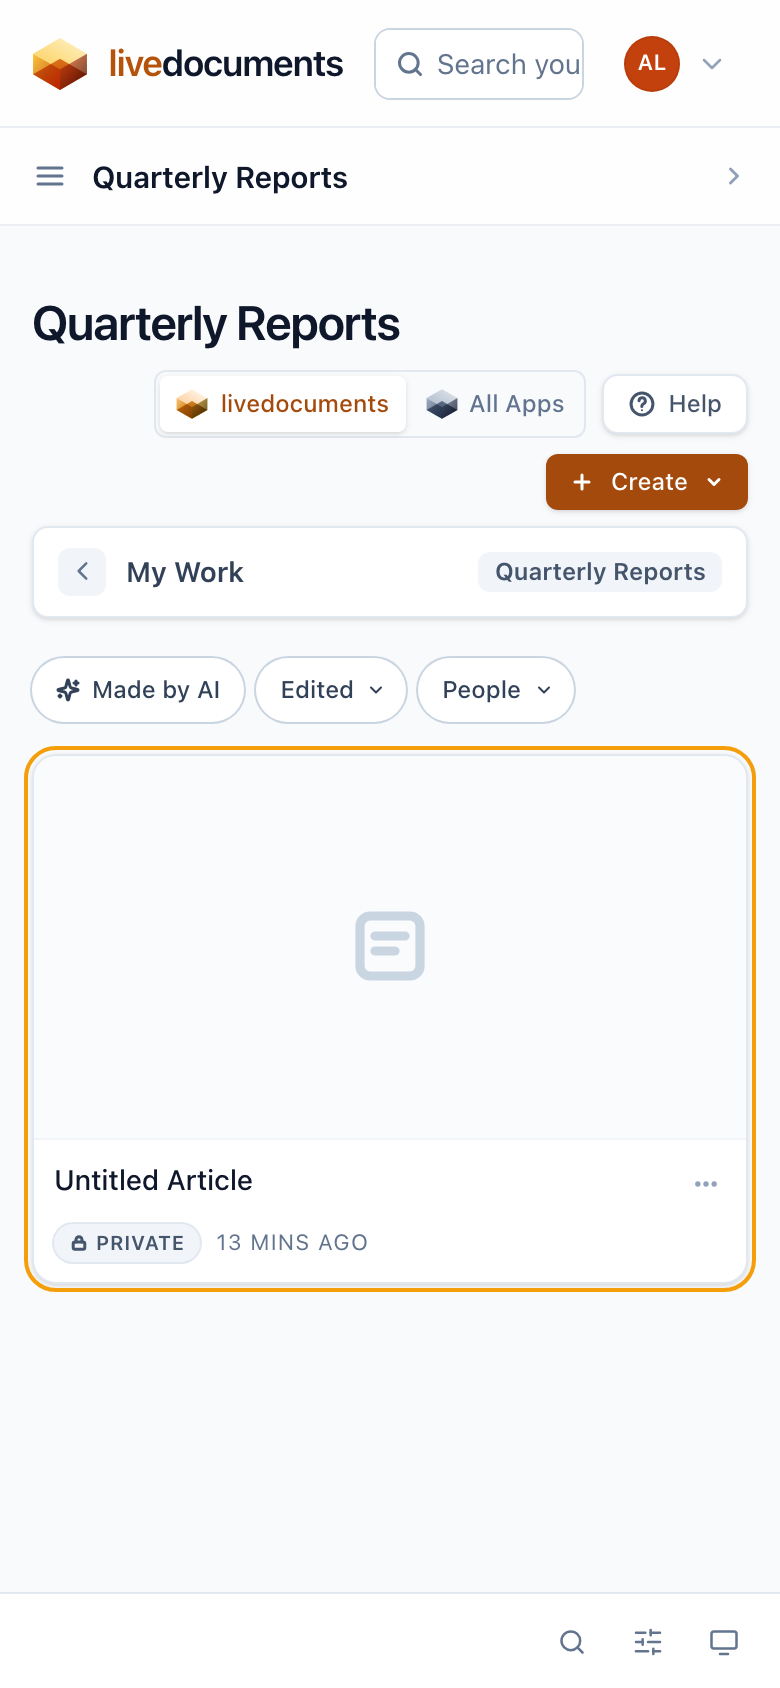 livedocuments
Search you
AL
Quarterly Reports
Quarterly Reports
livedocuments
All Apps
Help
Create
My Work
Quarterly Reports
Made by AI
Edited
People
Untitled Article
PRIVATE
13 MINS AGO